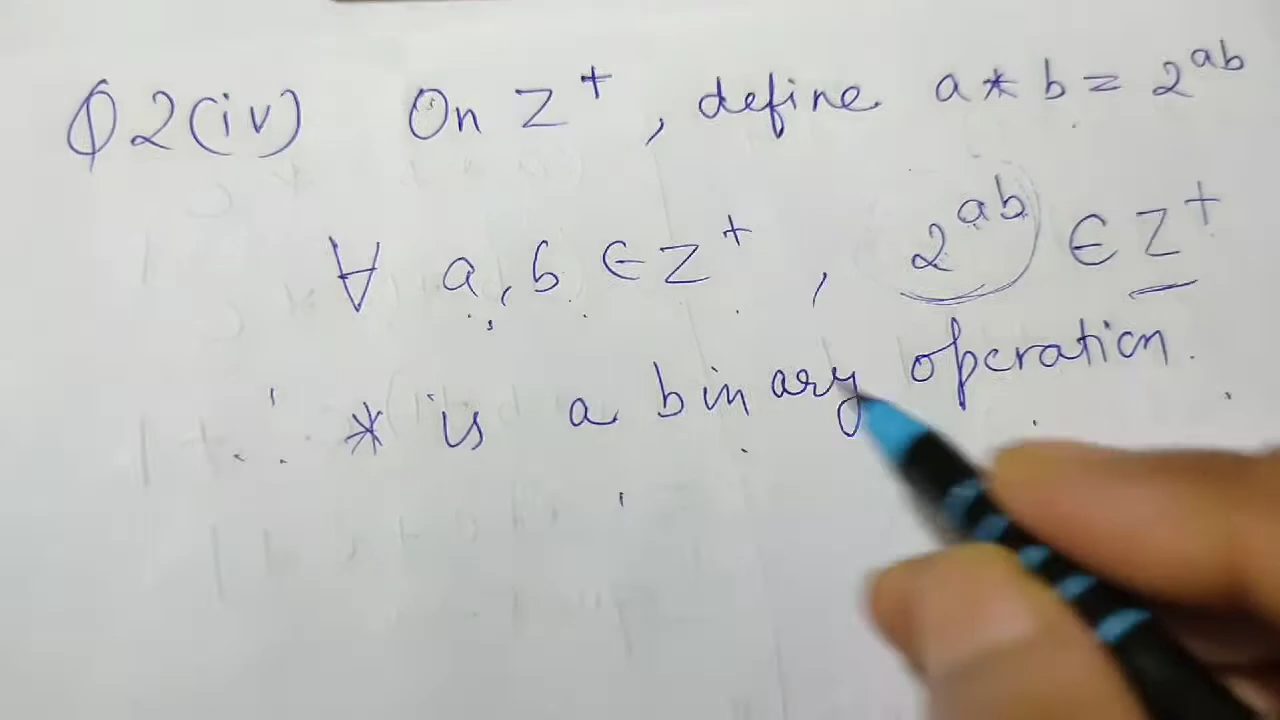 Q2(iv) On Z⁺, define a * b = 2^ab
∀ a, b ∈ Z⁺, 2^ab ∈ Z⁺
∴ * is a binary operation.